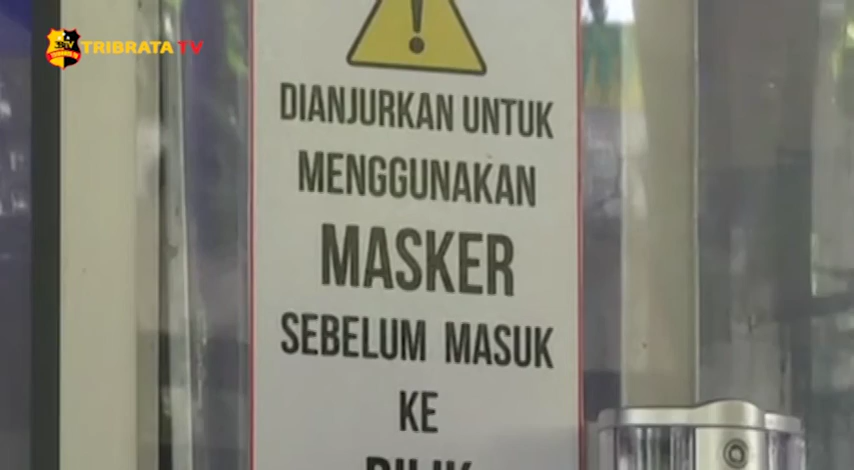 TRIBRATA TV
DIANJURKAN UNTUK
MENGGUNAKAN
MASKER
SEBELUM MASUK
KE